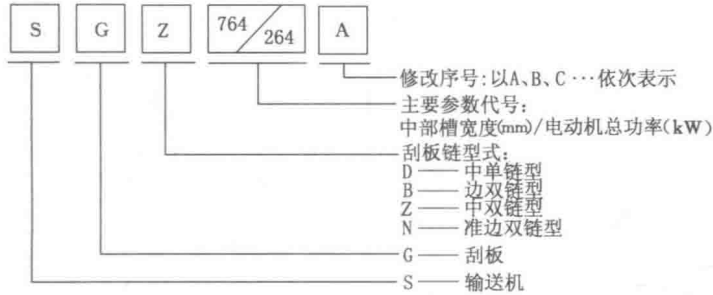 S G Z 764/264 A
修改序号:以A、B、C…依次表示
主要参数代号:
中部槽宽度(mm)/电动机总功率(kW)
刮板链型式:
D——中单链型
B——边双链型
Z——中双链型
N——准边双链型
G——刮板
S——输送机